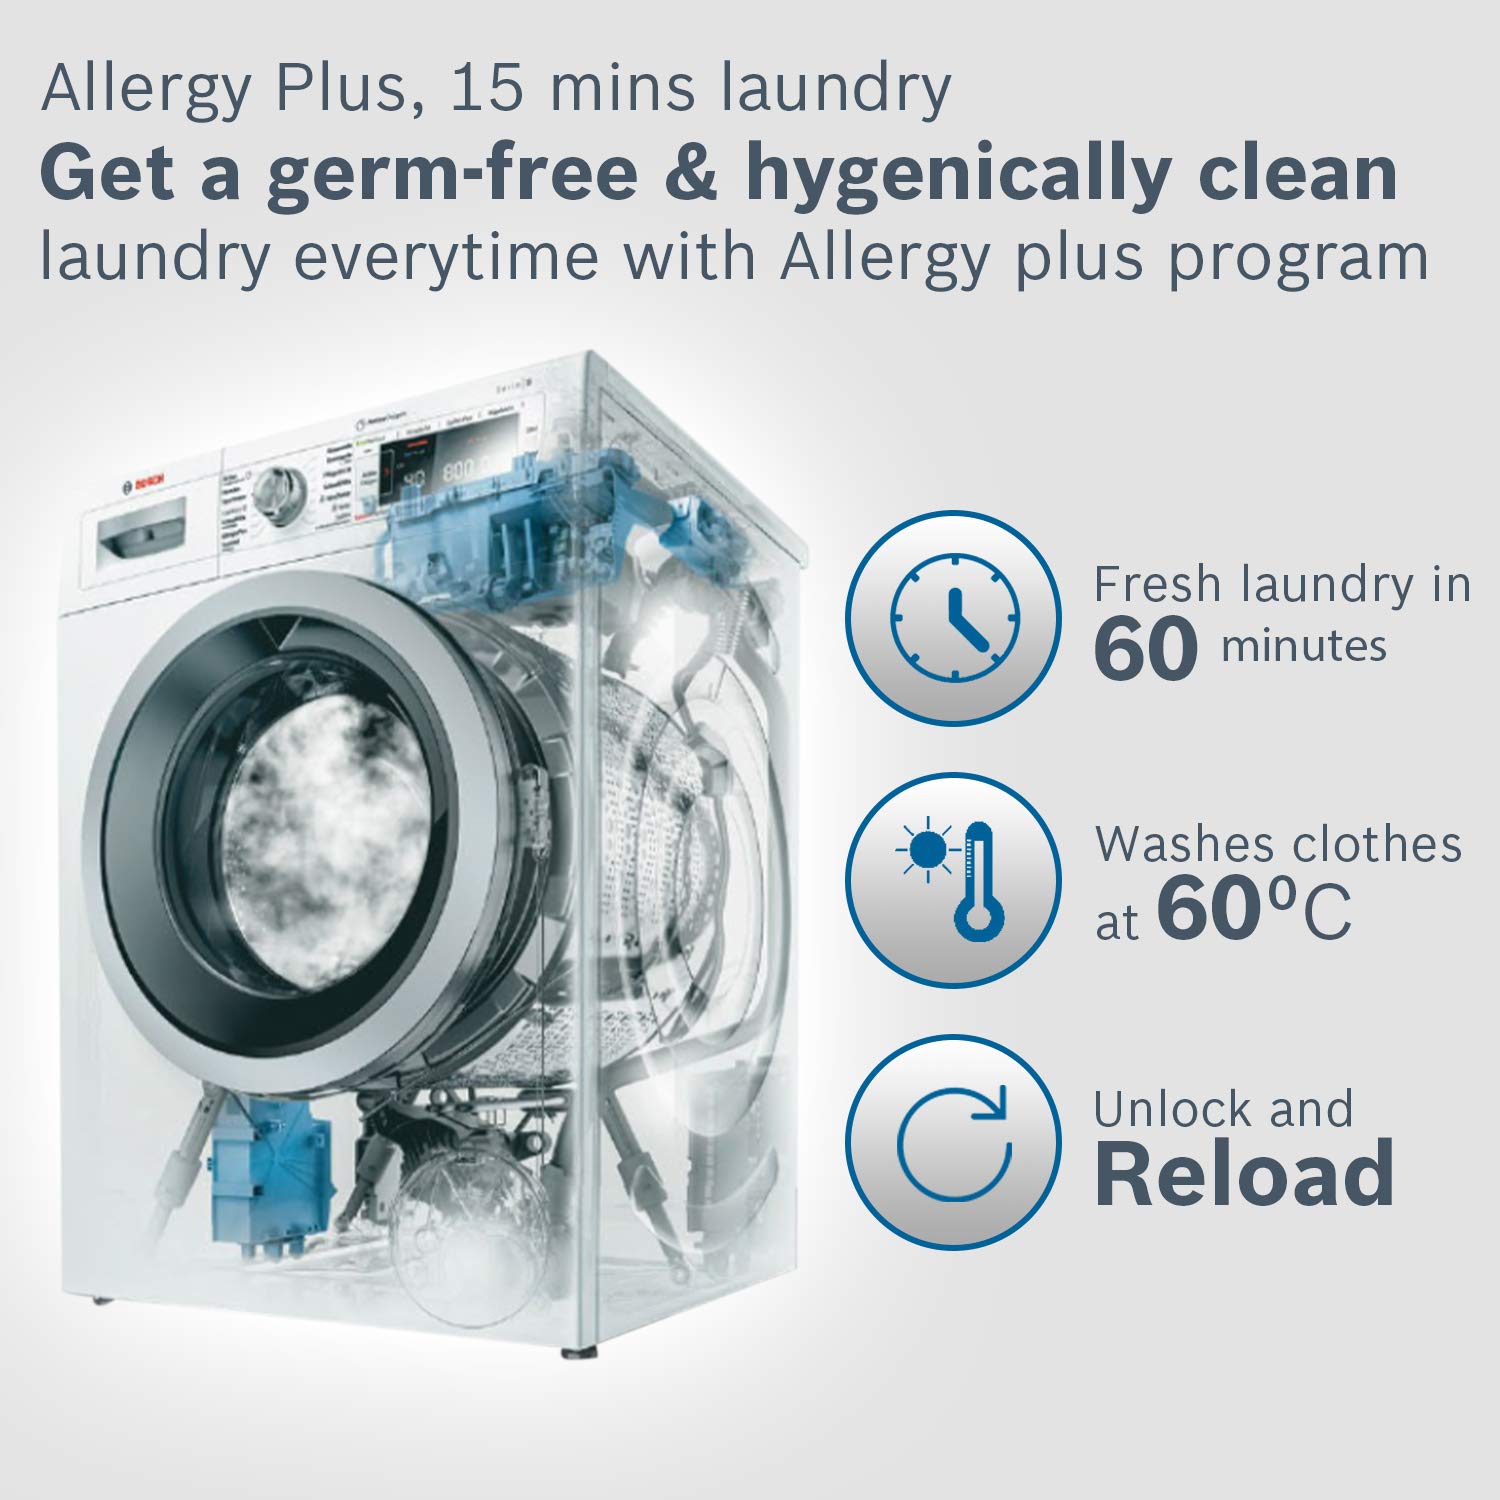 Allergy Plus, 15 mins laundry
Get a germ-free & hygenically clean
laundry everytime with Allergy plus program
BOSCH
Fresh laundry in
60 minutes
Washes clothes
at 60°C
Unlock and
Reload